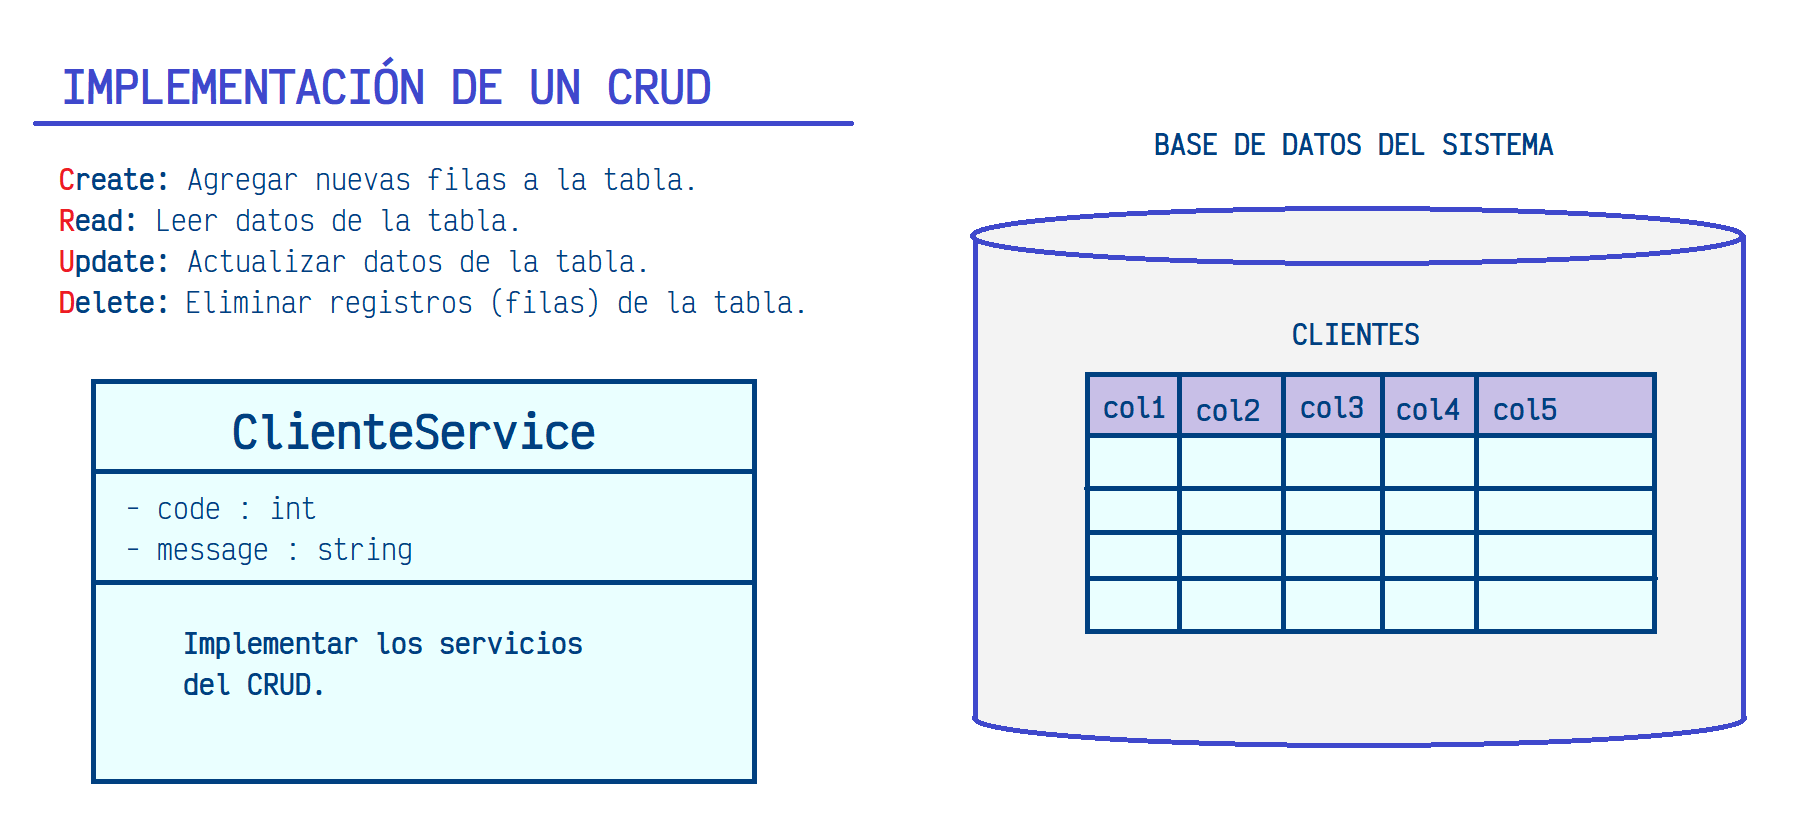 IMPLEMENTACIÓN DE UN CRUD
Create: Agregar nuevas filas a la tabla.
Read: Leer datos de la tabla.
Update: Actualizar datos de la tabla.
Delete: Eliminar registros (filas) de la tabla.
ClienteService
- code : int
- message : string
Implementar los servicios
del CRUD.
BASE DE DATOS DEL SISTEMA
CLIENTES
col1 col2 col3 col4 col5